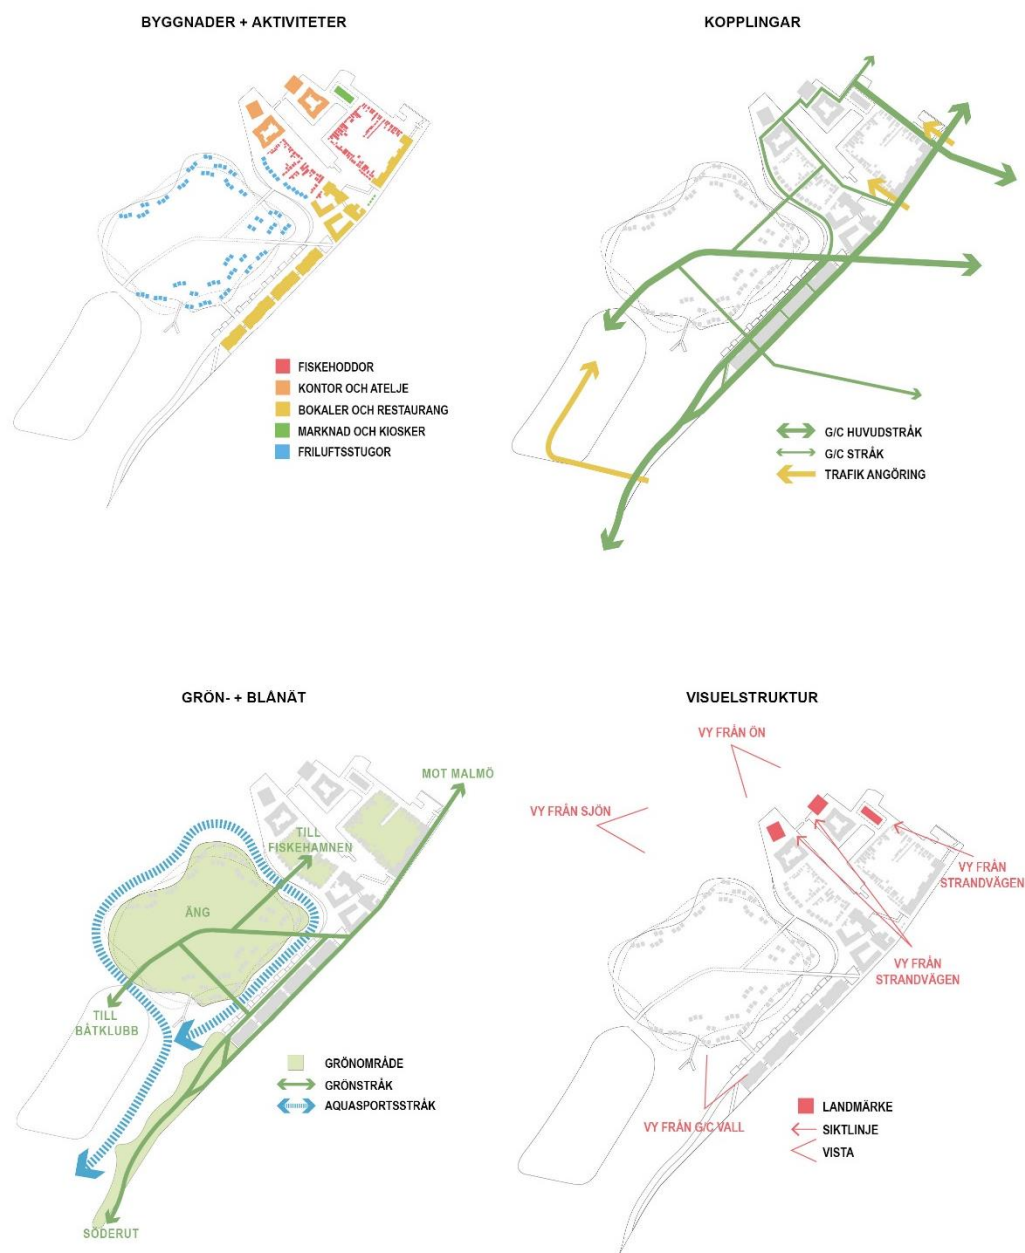 BYGGNADER + AKTIVITETER
FISKEHODDOR
KONTOR OCH ATELJE
BOKALER OCH RESTAURANG
MARKNAD OCH KIOSKER
FRILUFTSSTUGOR
KOPPLINGAR
G/C HUVUDSTRÅK
G/C STRÅK
TRAFIK ANGÖRING
GRÖN- + BLÅNÄT
MOT MALMÖ
TILL
FISKEHAMNEN
ÄNG
TILL
BÅTKLUBB
GRÖNOMRÅDE
GRÖNSTRÅK
AQUASPORTSSTRÅK
SÖDERUT
VISUELSTRUKTUR
VY FRÅN ÖN
VY FRÅN SJÖN
VY FRÅN
STRANDVÄGEN
VY FRÅN
STRANDVÄGEN
VY FRÅN G/C VALL
LANDMÄRKE
SIKTLINJE
VISTA